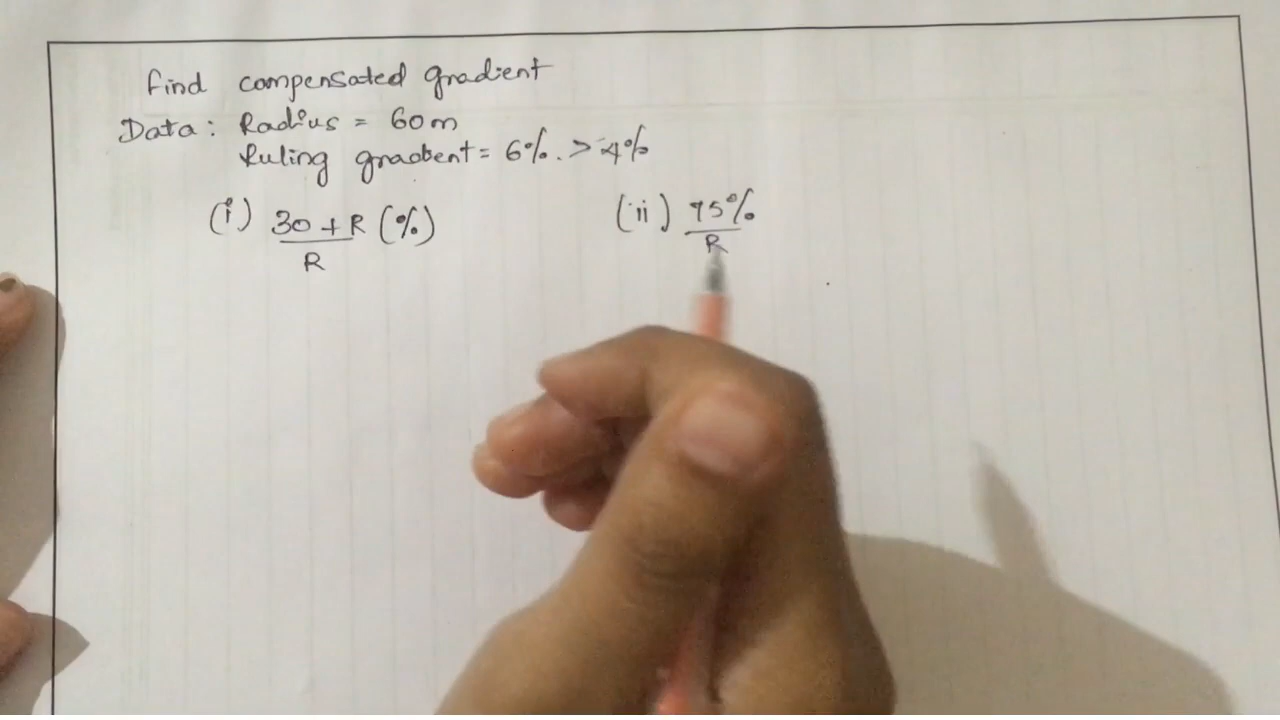 find compensated gradient
Data: Radius = 60m
Ruling gradient = 6%. > 4%
(i) 30 + R (%)
R
(ii) 75%
R